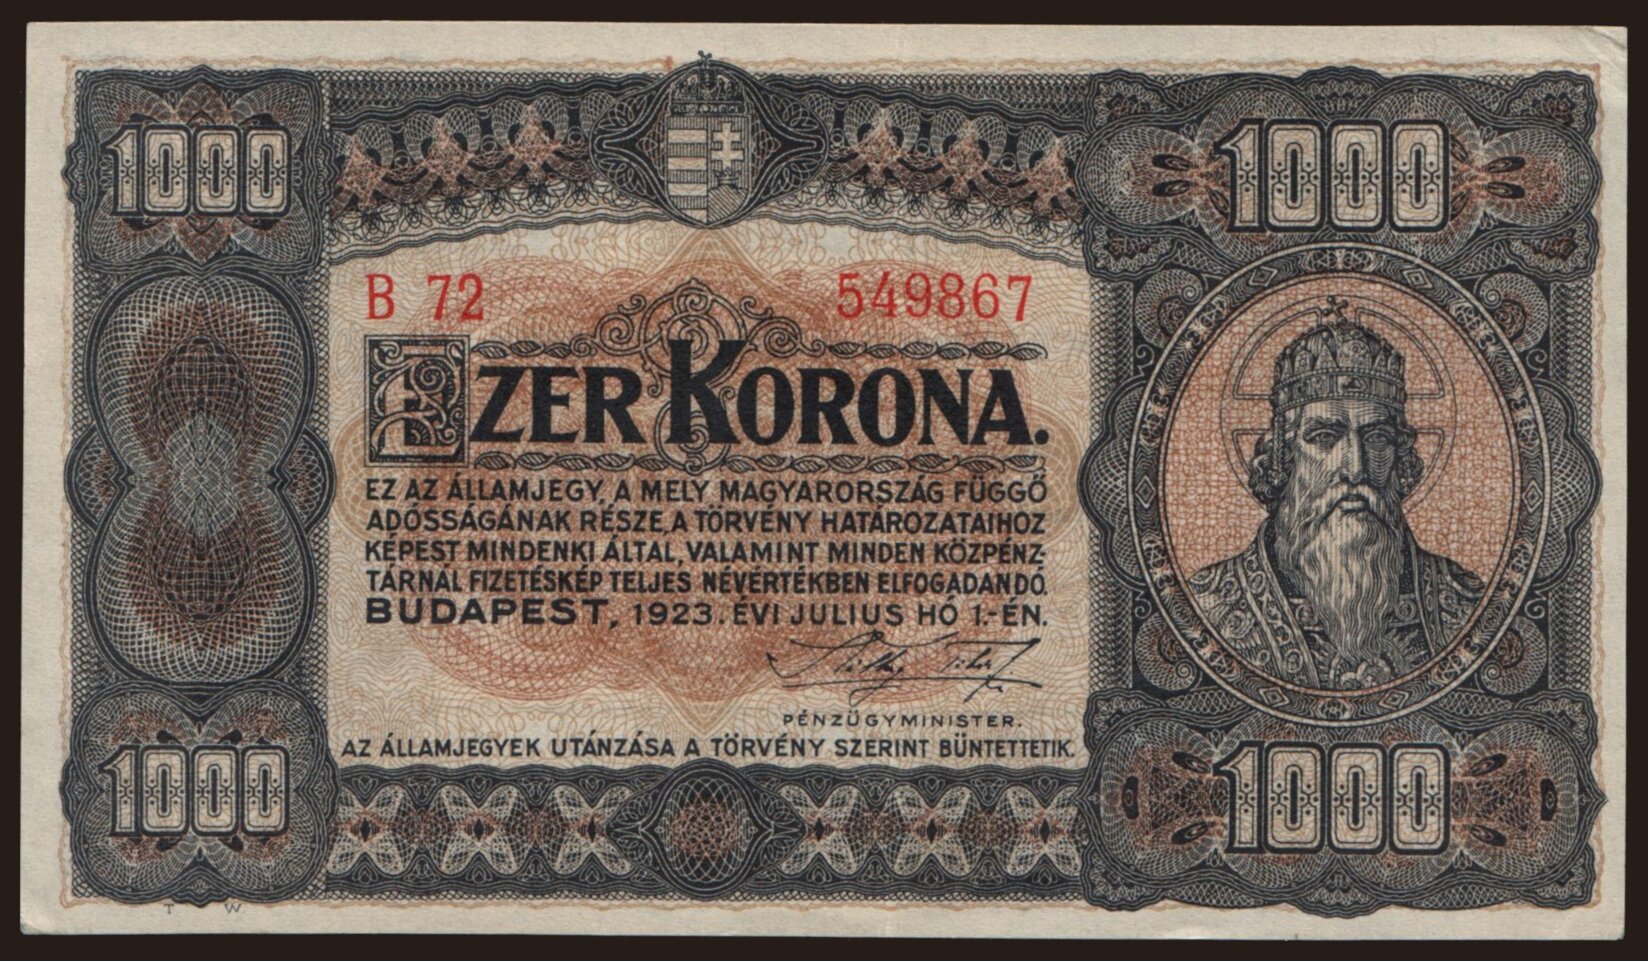 1000
1000
B 72 549867
EZER KORONA.
EZ AZ ÁLLAMJEGY, A MELY MAGYARORSZÁG FÜGGŐ
ADÓSSÁGÁNAK RÉSZE, A TÖRVÉNY HATÁROZATAIHOZ
KÉPEST MINDENKI ÁLTAL, VALAMINT MINDEN KÖZPÉNZ-
TÁRNÁL FIZETÉSKÉP TELJES NÉVÉRTÉKBEN ELFOGADANDÓ.
BUDAPEST, 1923. ÉVI JULIUS HÓ 1.-ÉN.
PÉNZÜGYMINISTER.
AZ ÁLLAMJEGYEK UTÁNZÁSA A TÖRVÉNY SZERINT BÜNTETTETIK.
1000
1000
T W